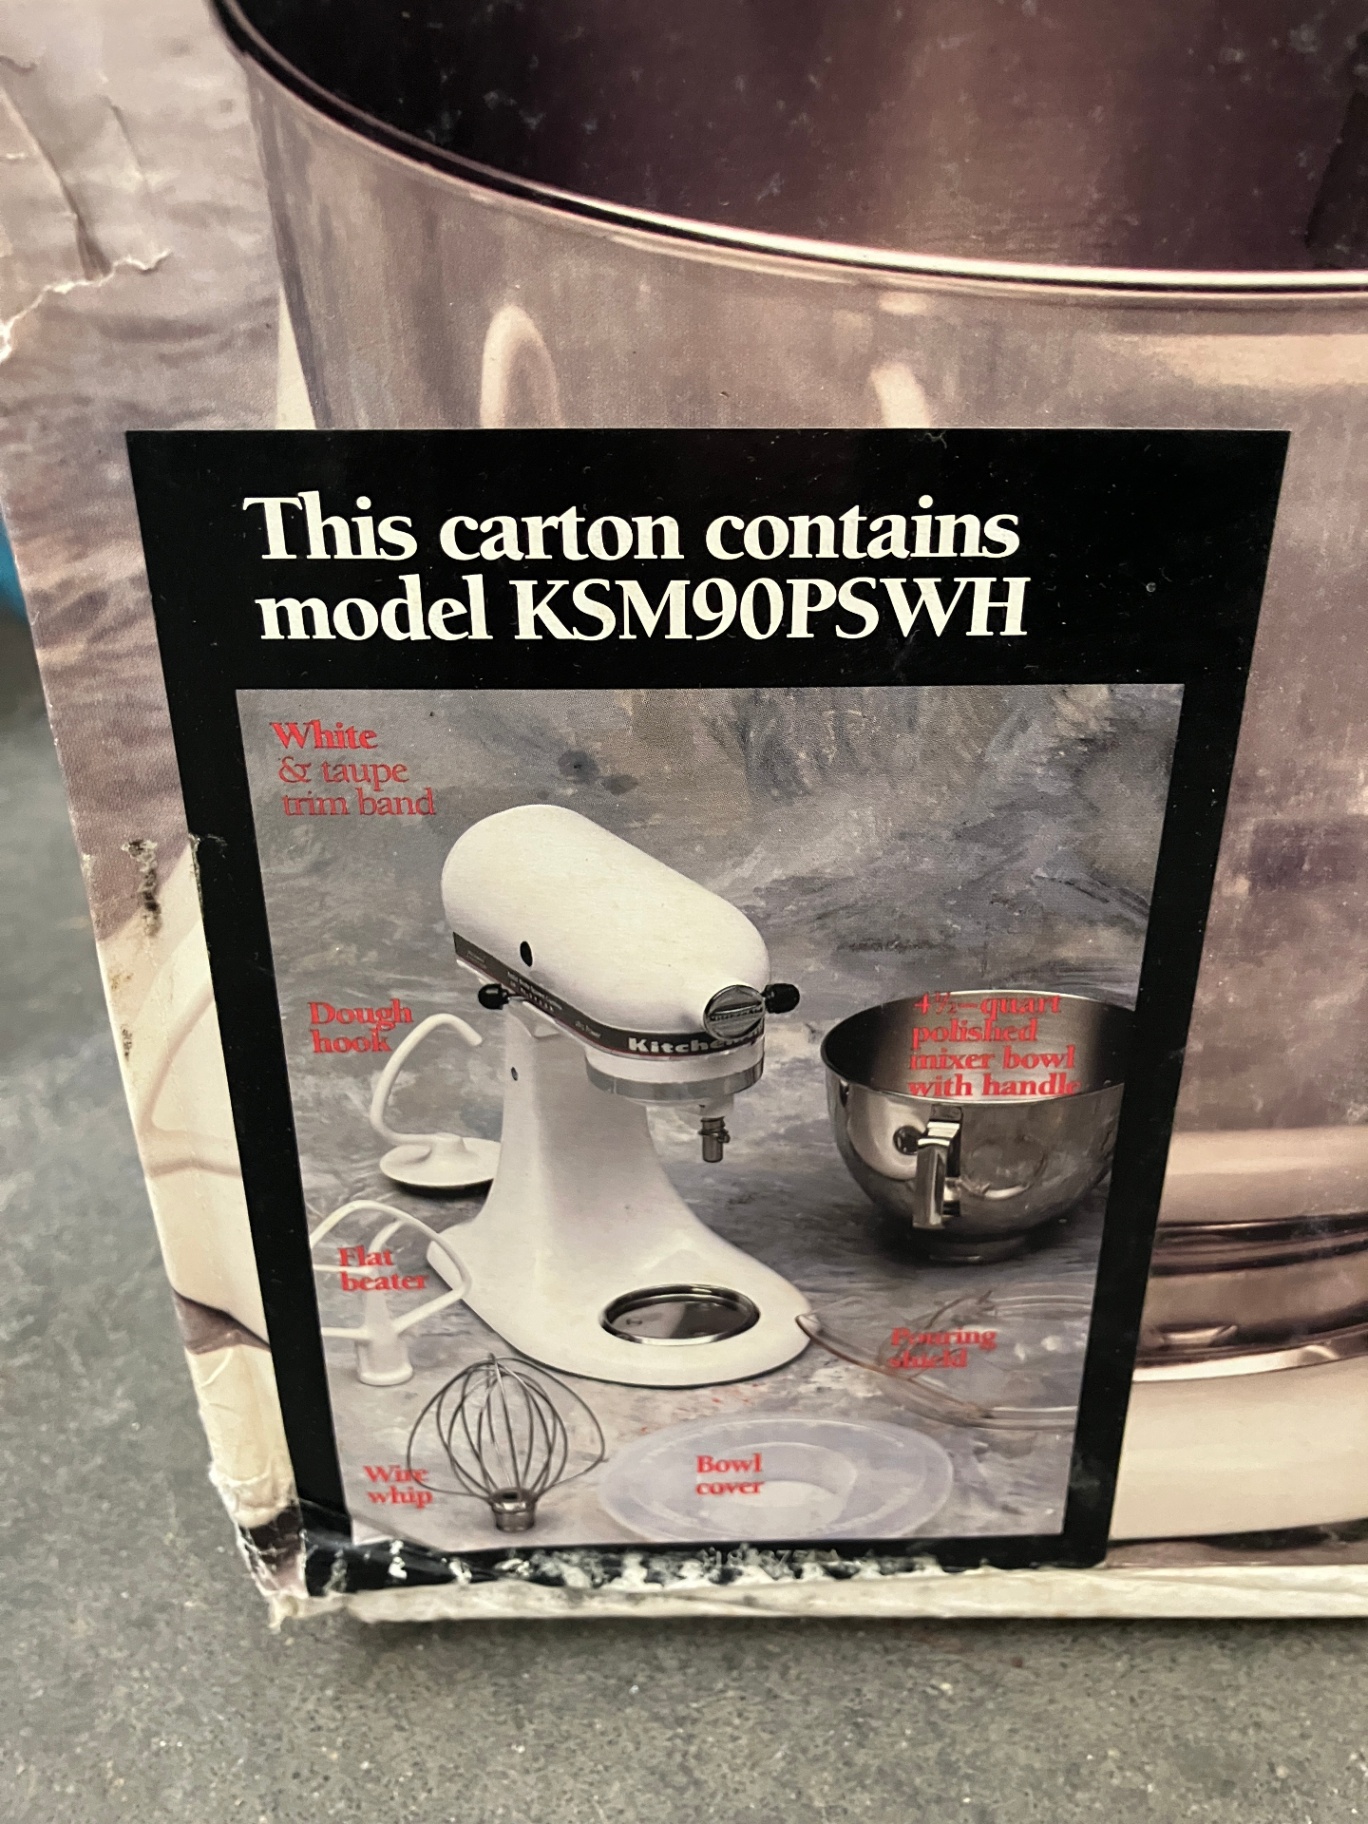 This carton contains
model KSM90PSWH
White
& taupe
trim band
Dough
hook
4½-quart
polished
mixer bowl
with handle
Kitchen
Flat
beater
Pouring
shield
Wire
whip
Bowl
cover